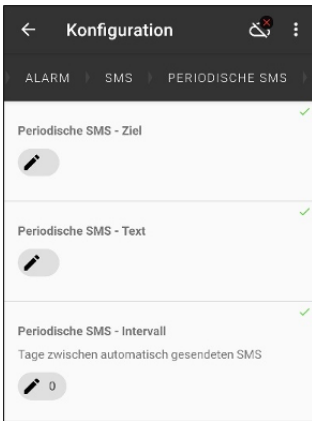 Konfiguration
ALARM SMS PERIODISCHE SMS
Periodische SMS - Ziel
Periodische SMS - Text
Periodische SMS - Intervall
Tage zwischen automatisch gesendeten SMS
0